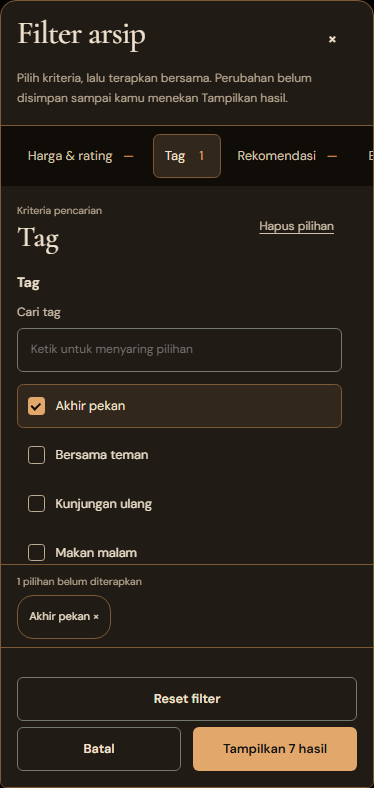 Filter arsip
×
Pilih kriteria, lalu terapkan bersama. Perubahan belum
disimpan sampai kamu menekan Tampilkan hasil.
Harga & rating —
Tag 1
Rekomendasi —
Kriteria pencarian
Tag
Hapus pilihan
Tag
Cari tag
Ketik untuk menyaring pilihan
Akhir pekan
Bersama teman
Kunjungan ulang
Makan malam
1 pilihan belum diterapkan
Akhir pekan ×
Reset filter
Batal
Tampilkan 7 hasil